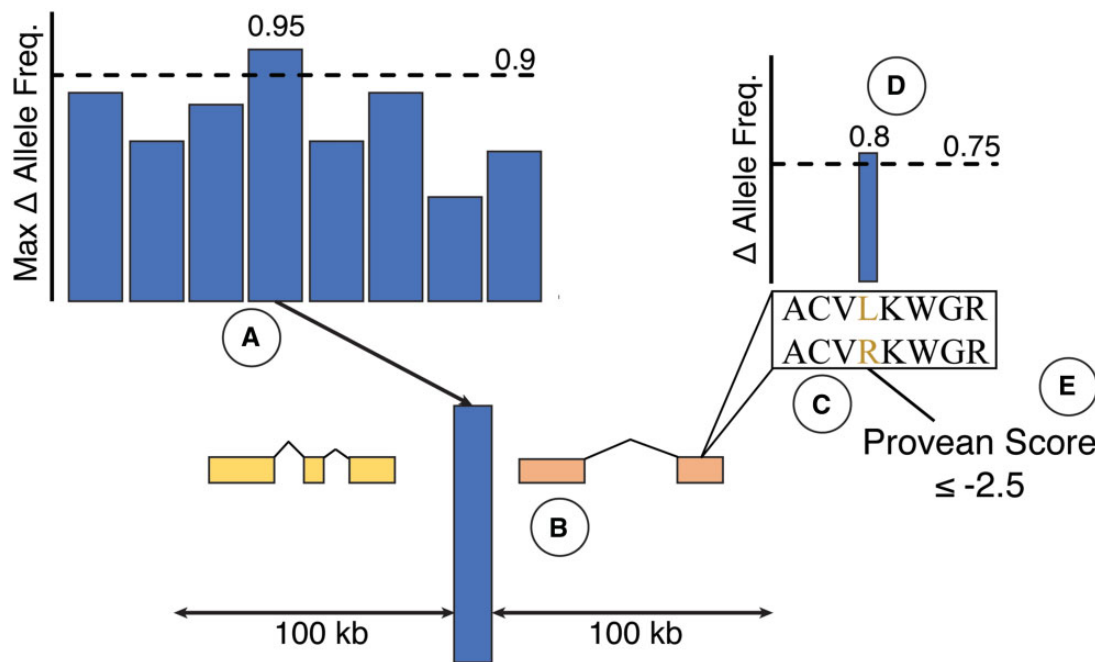 Max Δ Allele Freq.
0.95
0.9
A
Δ Allele Freq.
D
0.8
0.75
ACVLKWGR
ACVRKWGR
C
E
Provean Score
≤ -2.5
B
100 kb
100 kb